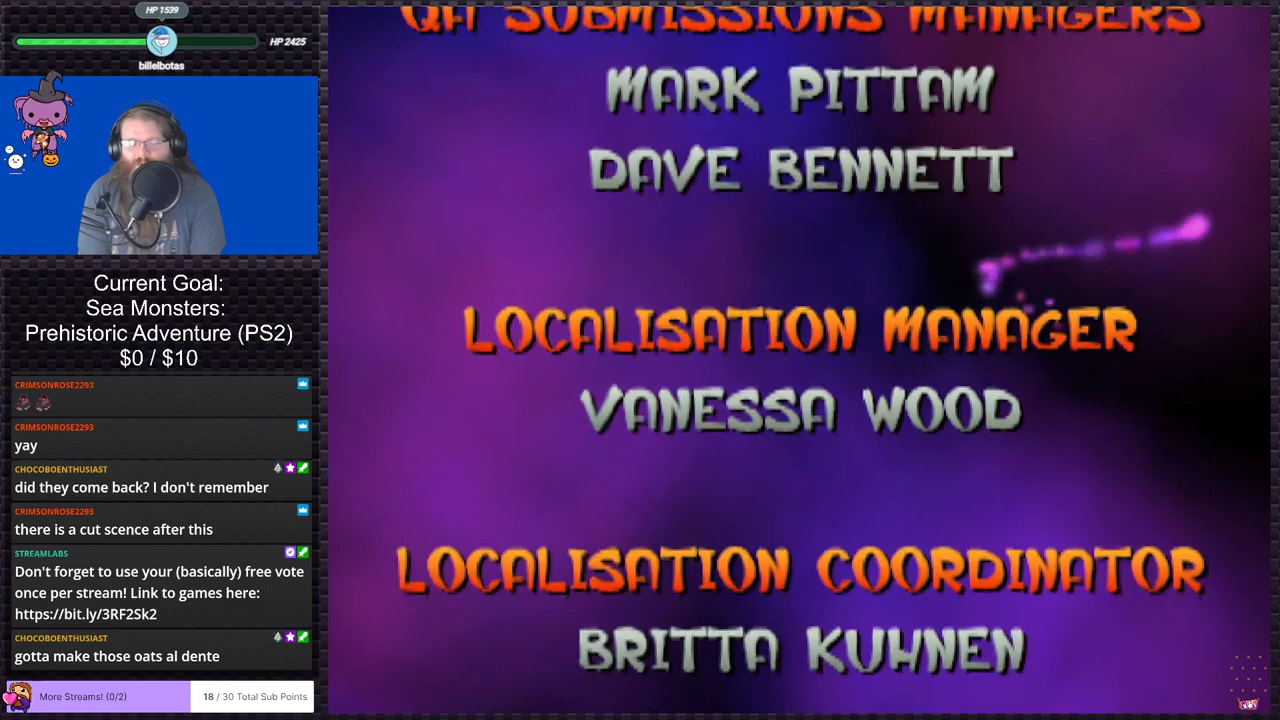 HP 1539
HP 2425
billelbotas
Current Goal:
Sea Monsters:
Prehistoric Adventure (PS2)
$0 / $10
CRIMSONROSE2293
CRIMSONROSE2293
yay
CHOCOBOENTHUSIAST
did they come back? I don't remember
CRIMSONROSE2293
there is a cut scence after this
STREAMLABS
Don't forget to use your (basically) free vote
once per stream! Link to games here:
https://bit.ly/3RF2Sk2
CHOCOBOENTHUSIAST
gotta make those oats al dente
More Streams! (0/2)
18 / 30 Total Sub Points
QA SUBMISSIONS MANAGERS
MARK PITTAM
DAVE BENNETT
LOCALISATION MANAGER
VANESSA WOOD
LOCALISATION COORDINATOR
BRITTA KUHNEN